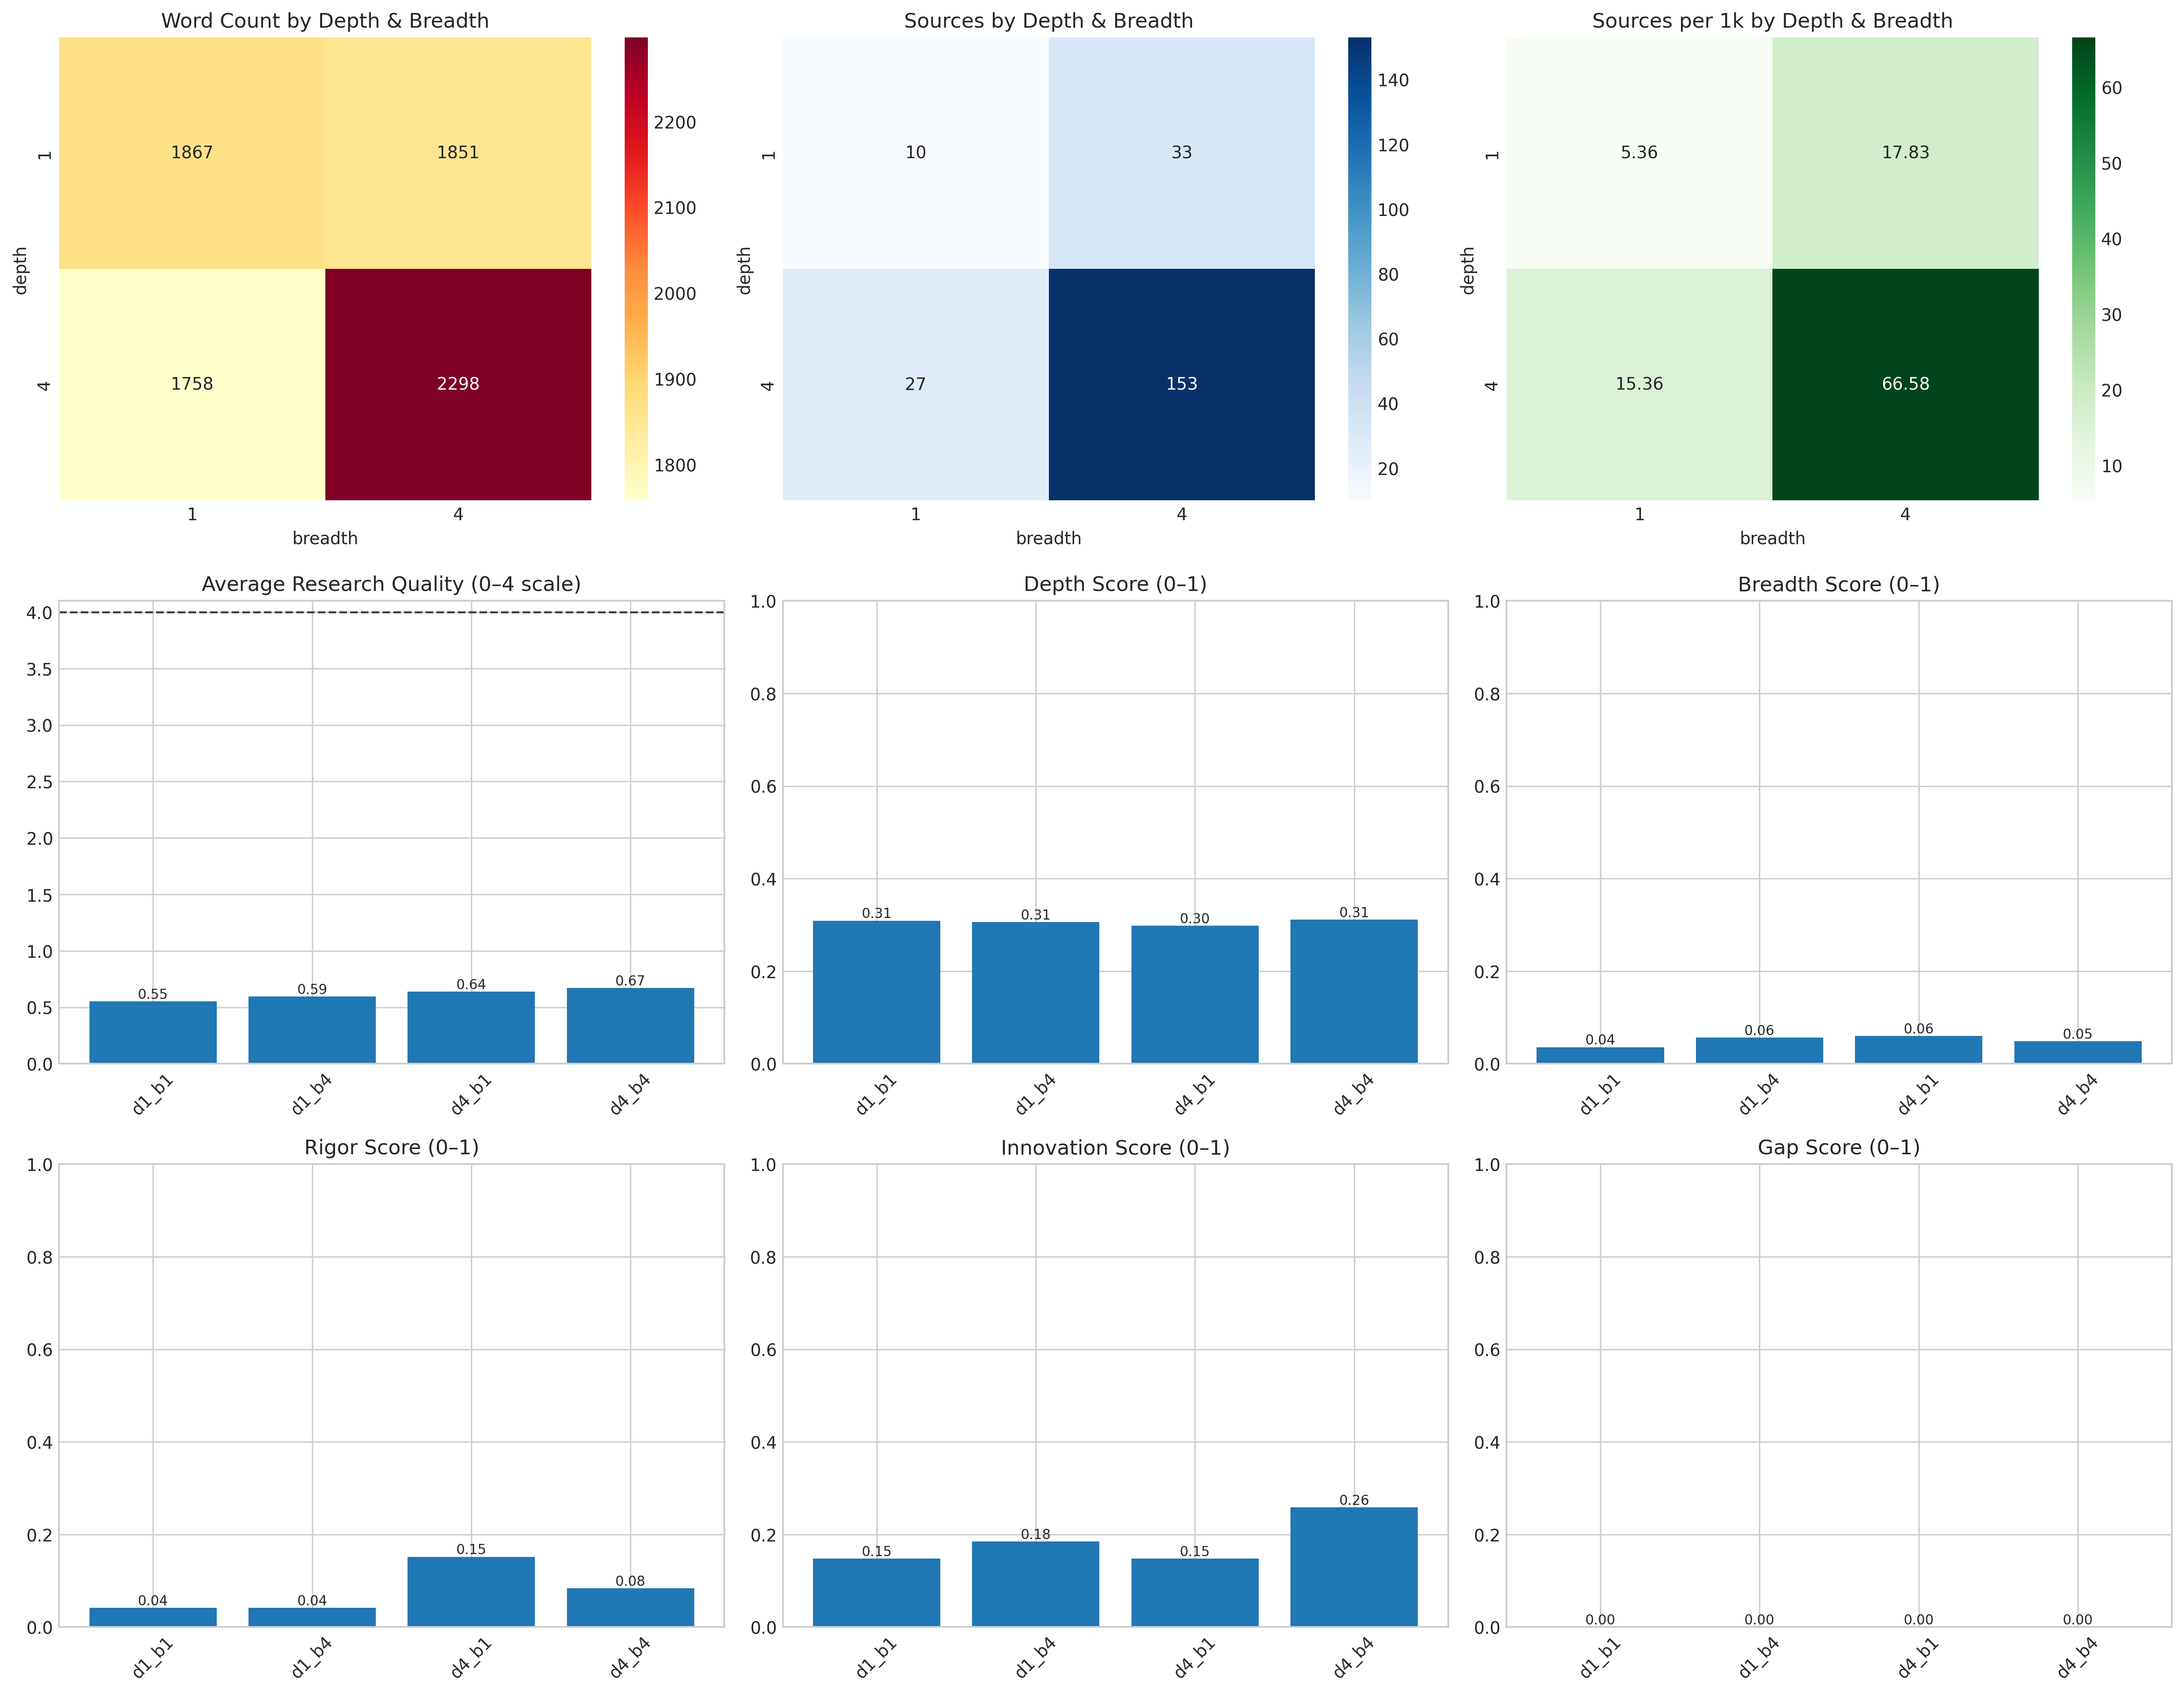 Word Count by Depth & Breadth
1867 1851
1758 2298
1
4
depth
1 4
breadth
2200
2100
2000
1900
1800
Sources by Depth & Breadth
10 33
27 153
1
4
depth
1 4
breadth
140
120
100
80
60
40
20
Sources per 1k by Depth & Breadth
5.36 17.83
15.36 66.58
1
4
depth
1 4
breadth
60
50
40
30
20
10
Average Research Quality (0–4 scale)
4.0
3.5
3.0
2.5
2.0
1.5
1.0
0.5
0.0
0.55 0.59 0.64 0.67
d1_b1 d1_b4 d4_b1 d4_b4
Depth Score (0–1)
1.0
0.8
0.6
0.4
0.2
0.0
0.31 0.31 0.30 0.31
d1_b1 d1_b4 d4_b1 d4_b4
Breadth Score (0–1)
1.0
0.8
0.6
0.4
0.2
0.0
0.04 0.06 0.06 0.05
d1_b1 d1_b4 d4_b1 d4_b4
Rigor Score (0–1)
1.0
0.8
0.6
0.4
0.2
0.0
0.04 0.04 0.15 0.08
d1_b1 d1_b4 d4_b1 d4_b4
Innovation Score (0–1)
1.0
0.8
0.6
0.4
0.2
0.0
0.15 0.18 0.15 0.26
d1_b1 d1_b4 d4_b1 d4_b4
Gap Score (0–1)
1.0
0.8
0.6
0.4
0.2
0.0
0.00 0.00 0.00 0.00
d1_b1 d1_b4 d4_b1 d4_b4